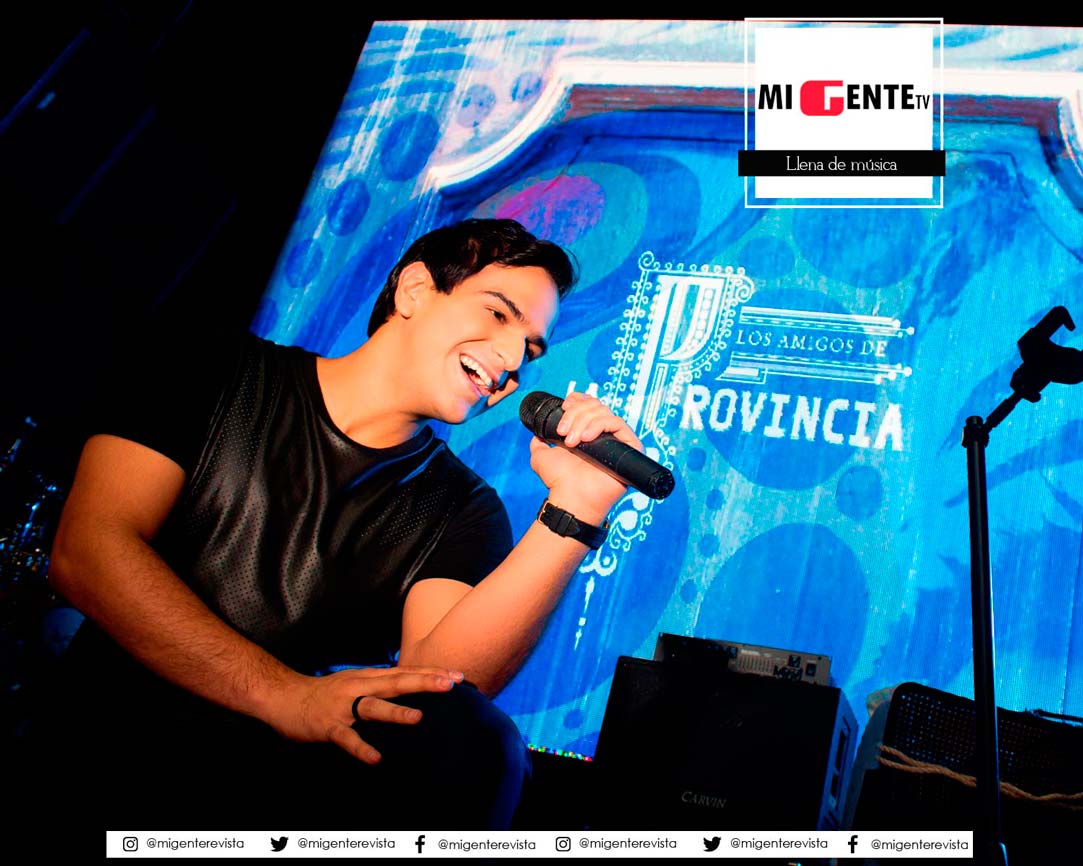 MI GENTE TV
Llena de música
LOS AMIGOS DE
LA PROVINCIA
CARVIN
@migenterevista @migenterevista @migenterevista @migenterevista @migenterevista @migenterevista